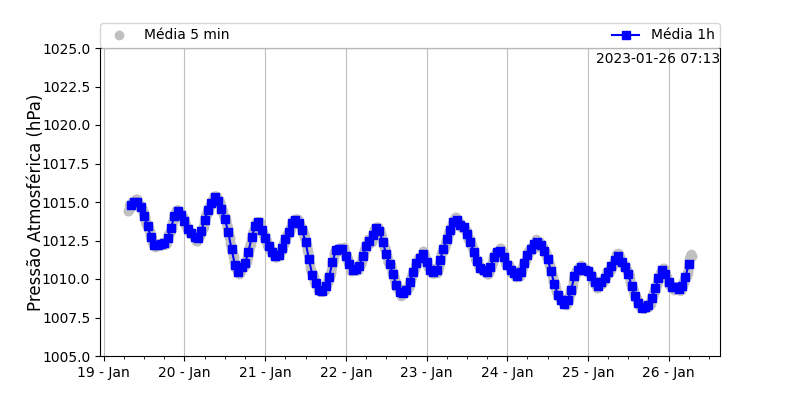 Média 5 min
Média 1h
2023-01-26 07:13
Pressão Atmosférica (hPa)
1025.0
1022.5
1020.0
1017.5
1015.0
1012.5
1010.0
1007.5
1005.0
19 - Jan
20 - Jan
21 - Jan
22 - Jan
23 - Jan
24 - Jan
25 - Jan
26 - Jan